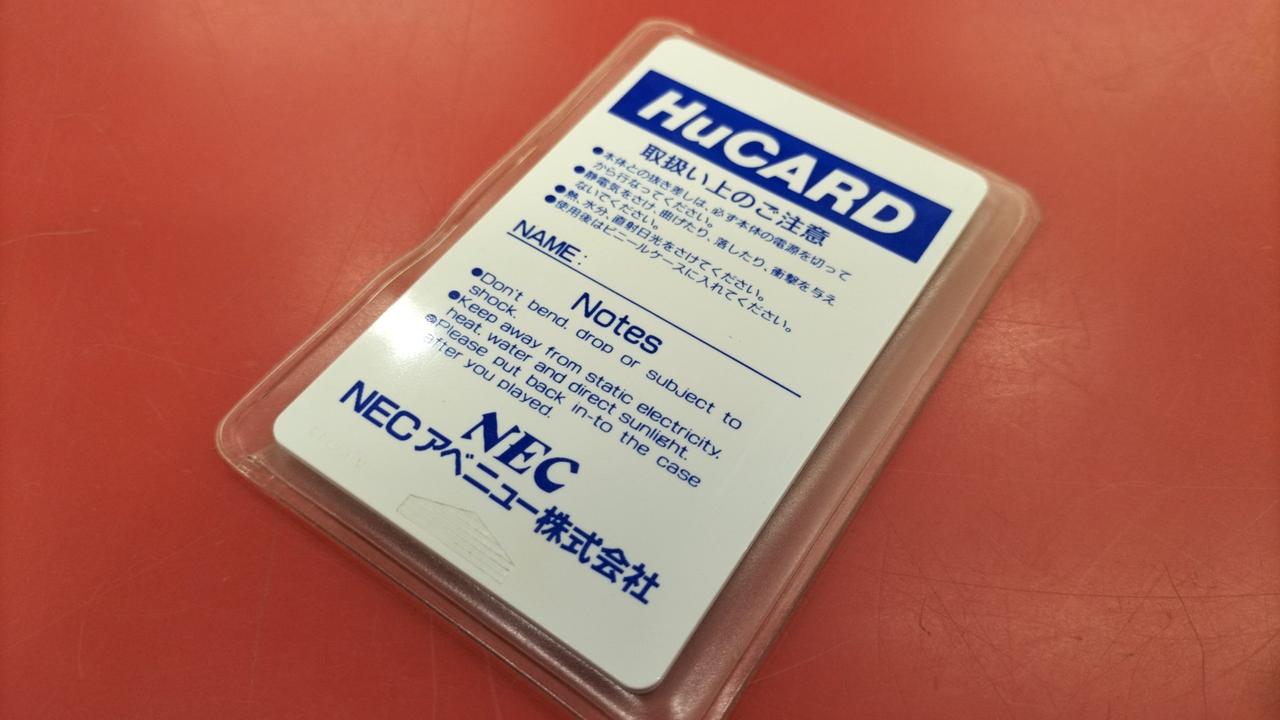 HuCARD
取扱い上のご注意
●本体との抜き差しは、必ず本体の電源を切って
から行なってください。
●静電気をさけ、曲げたり、落したり、衝撃を与え
ないでください。
●熱、水分、直射日光をさけてください。
●使用後はビニールケースに入れてください。
NAME:
Notes
●Don't bend, drop or subject to
shock.
●Keep away from static electricity,
heat, water and direct sunlight.
●Please put back in-to the case
after you played.
NEC
NECアベニュー株式会社